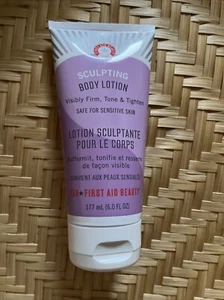 SCULPTING
BODY LOTION
Visibly Firm, Tone & Tighten
SAFE FOR SENSITIVE SKIN
LOTION SCULPTANTE
POUR LE CORPS
Raffermit, tonifie et resserre
de façon visible
CONVIENT AUX PEAUX SENSIBLES
FAB FIRST AID BEAUTY
177 mL (6.0 FL OZ)